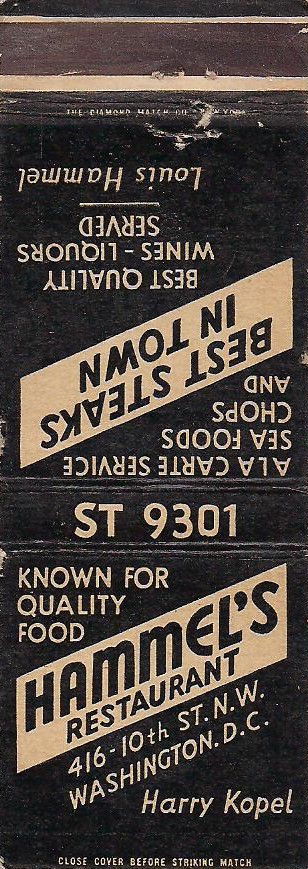 THE DIAMOND MATCH CO. NEW YORK
A LA CARTE SERVICE
SEA FOODS
CHOPS
AND
BEST STEAKS
IN TOWN
BEST QUALITY
WINES - LIQUORS
SERVED
Louis Hammel
ST 9301
KNOWN FOR
QUALITY
FOOD
HAMMEL'S
RESTAURANT
416-10th ST. N.W.
WASHINGTON. D.C.
Harry Kopel
CLOSE COVER BEFORE STRIKING MATCH